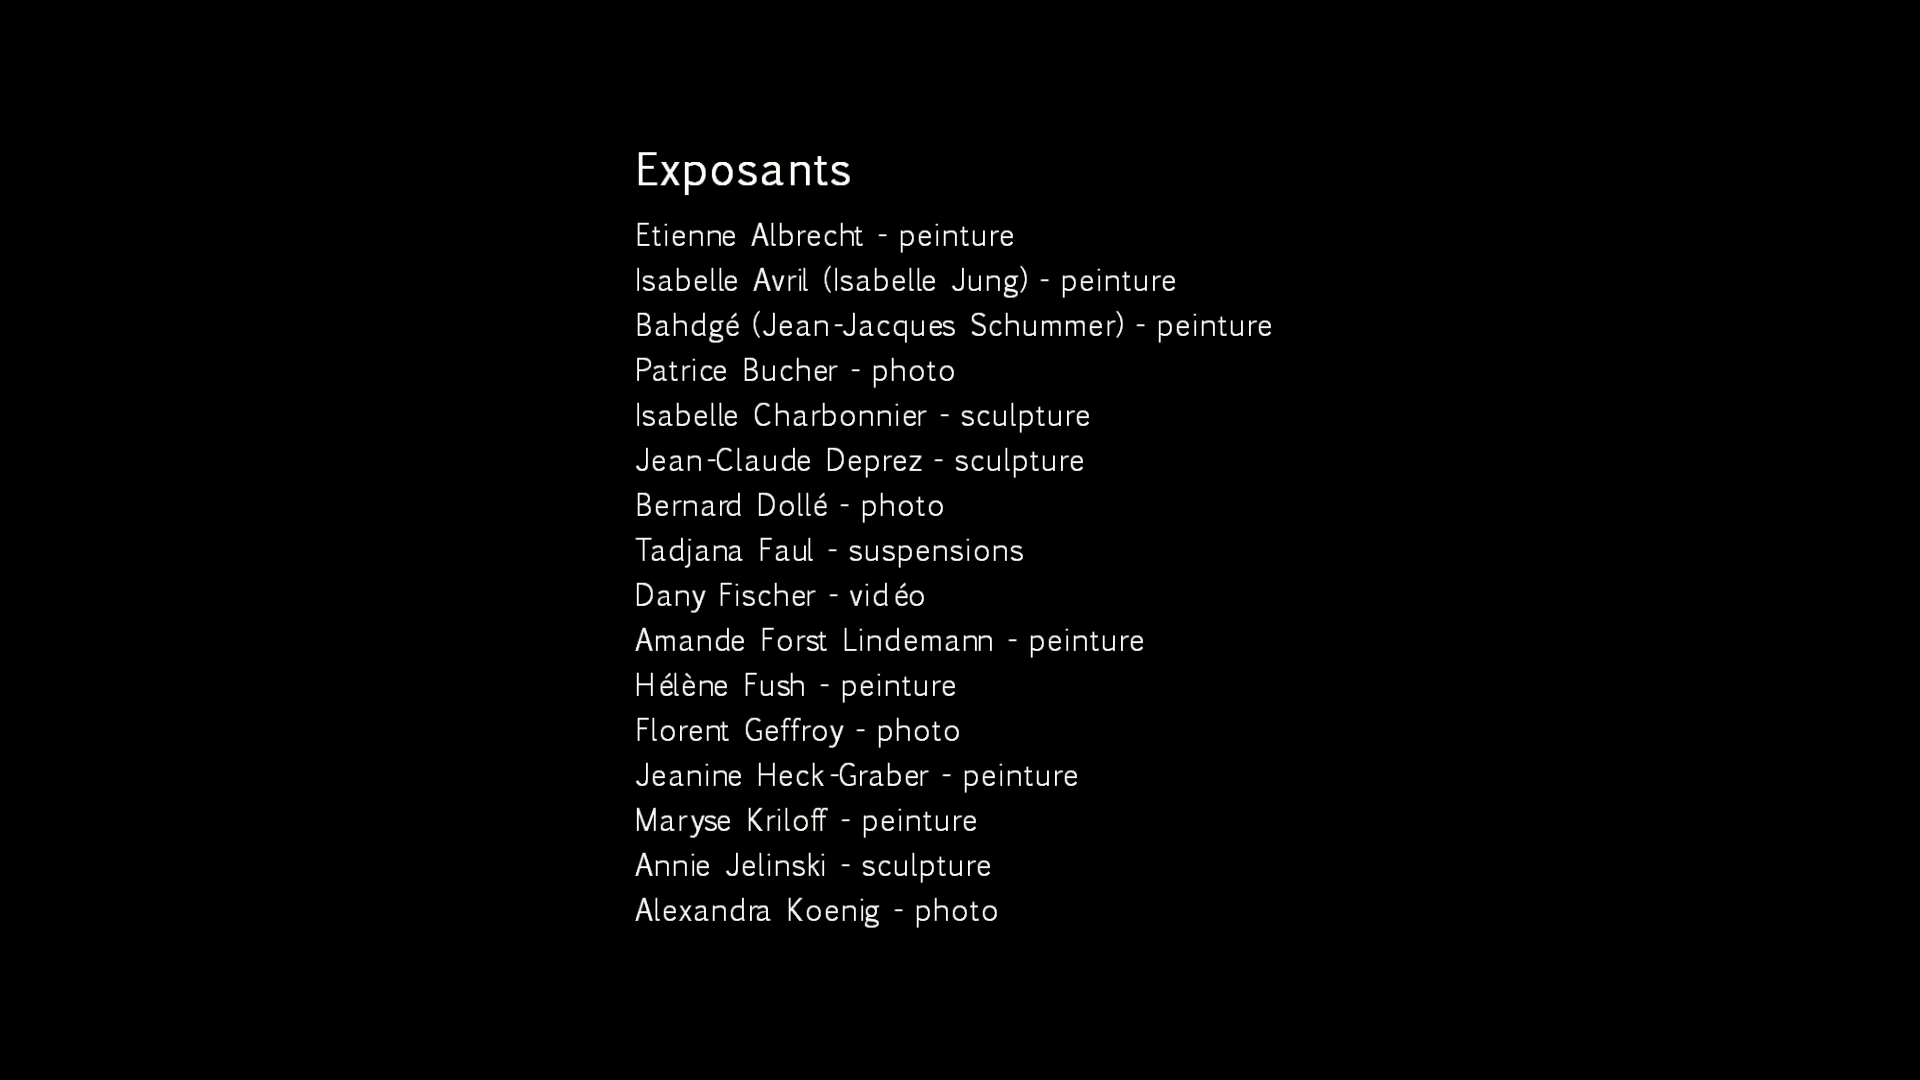 Exposants
Etienne Albrecht - peinture
Isabelle Avril (Isabelle Jung) - peinture
Bahdgé (Jean-Jacques Schummer) - peinture
Patrice Bucher - photo
Isabelle Charbonnier - sculpture
Jean-Claude Deprez - sculpture
Bernard Dollé - photo
Tadjana Faul - suspensions
Dany Fischer - vidéo
Amande Forst Lindemann - peinture
Hélène Fush - peinture
Florent Geffroy - photo
Jeanine Heck-Graber - peinture
Maryse Kriloff - peinture
Annie Jelinski - sculpture
Alexandra Koenig - photo